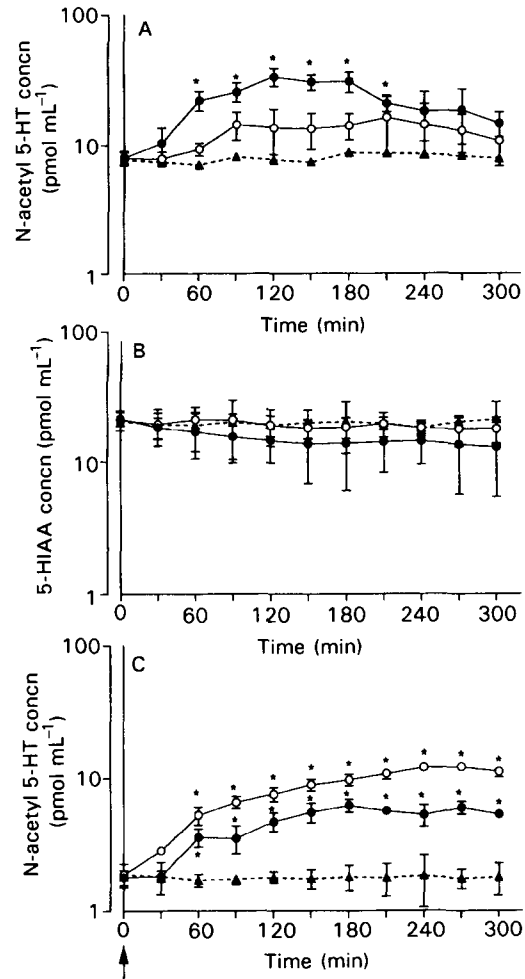 A
N-acetyl 5-HT concn
(pmol mL⁻¹)
100
10
1
0 60 120 180 240 300
Time (min)
* * * * * *
B
5-HIAA concn (pmol mL⁻¹)
100
10
1
0 60 120 180 240 300
Time (min)
C
N-acetyl 5-HT concn
(pmol mL⁻¹)
100
10
1
0 60 120 180 240 300
Time (min)
* * * * * * * * *
* * * * * * * * *